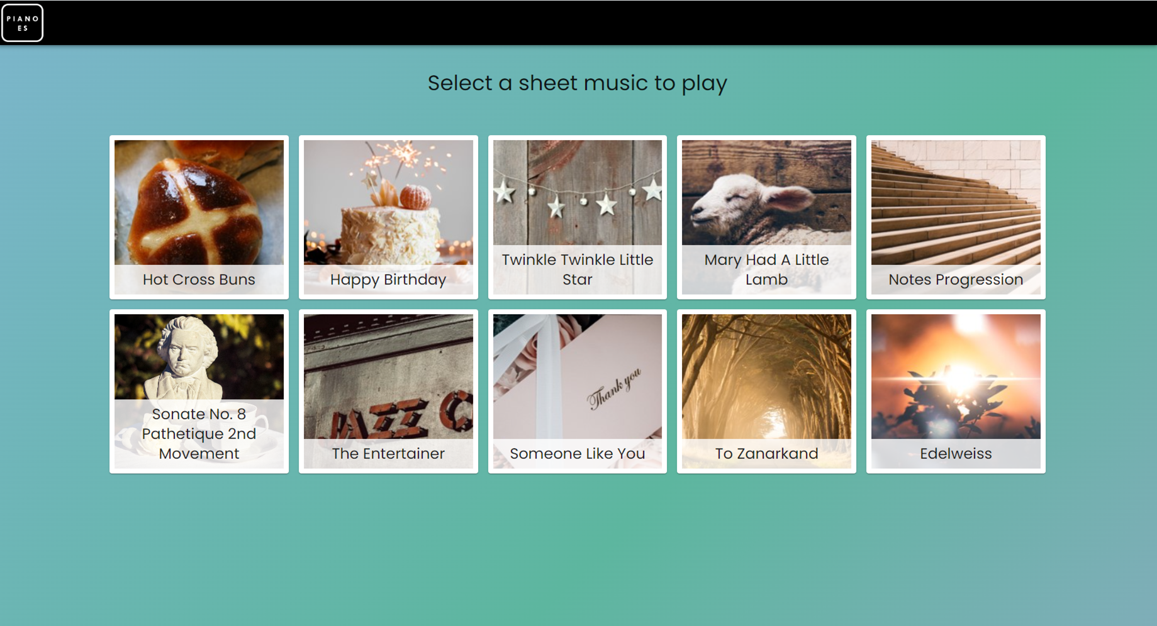 PIANO
ES
Select a sheet music to play
Hot Cross Buns
Happy Birthday
Twinkle Twinkle Little
Star
Mary Had A Little
Lamb
Notes Progression
Sonate No. 8
Pathetique 2nd
Movement
JAZZ C
The Entertainer
Thank you
Someone Like You
To Zanarkand
Edelweiss